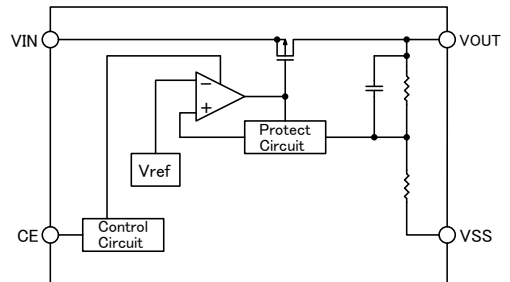 VIN
VOUT
−
+
Protect
Circuit
Vref
CE
Control
Circuit
VSS